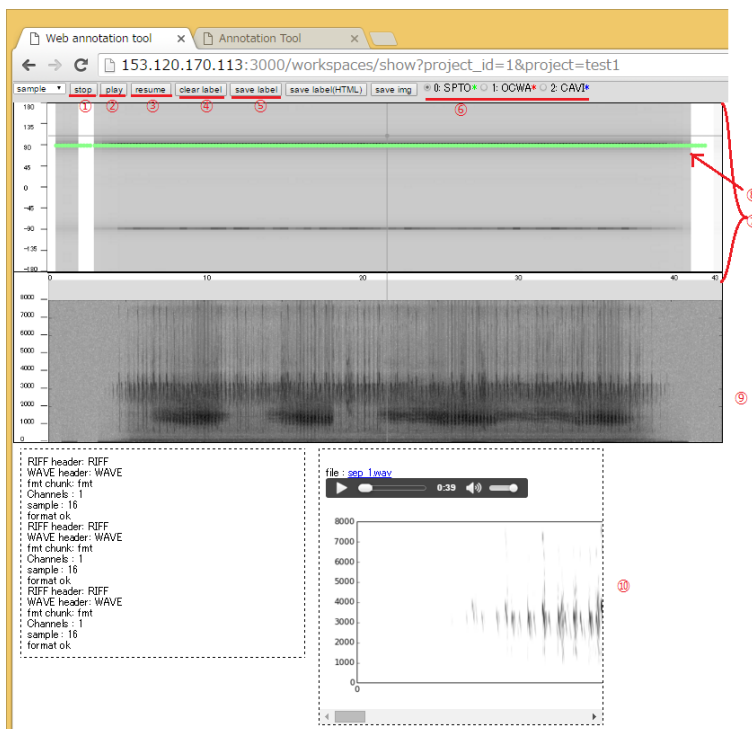 Web annotation tool x Annotation Tool x
153.120.170.113:3000/workspaces/show?project_id=1&project=test1
sample stop play resume clear label save label save label(HTML) save img 0: SPTO* 1: OCWA* 2: CAVI*
① ② ③ ④ ⑤ ⑥
180
135
90
45
0
-45
-90
-135
-180
0 10 20 30 40 43
8000
7000
6000
5000
4000
3000
2000
1000
0
⑨
RIFF header: RIFF
WAVE header: WAVE
fmt chunk: fmt
Channels : 1
sample : 16
format ok
RIFF header: RIFF
WAVE header: WAVE
fmt chunk: fmt
Channels : 1
sample : 16
format ok
RIFF header: RIFF
WAVE header: WAVE
fmt chunk: fmt
Channels : 1
sample : 16
format ok
file : sep_1.wav
0:39
8000
7000
6000
5000
4000
3000
2000
1000
0
0
⑩